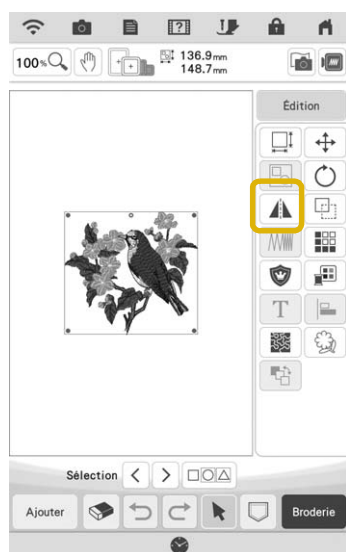 100%
136.9mm
148.7mm
Édition
T
Sélection
Ajouter
Broderie